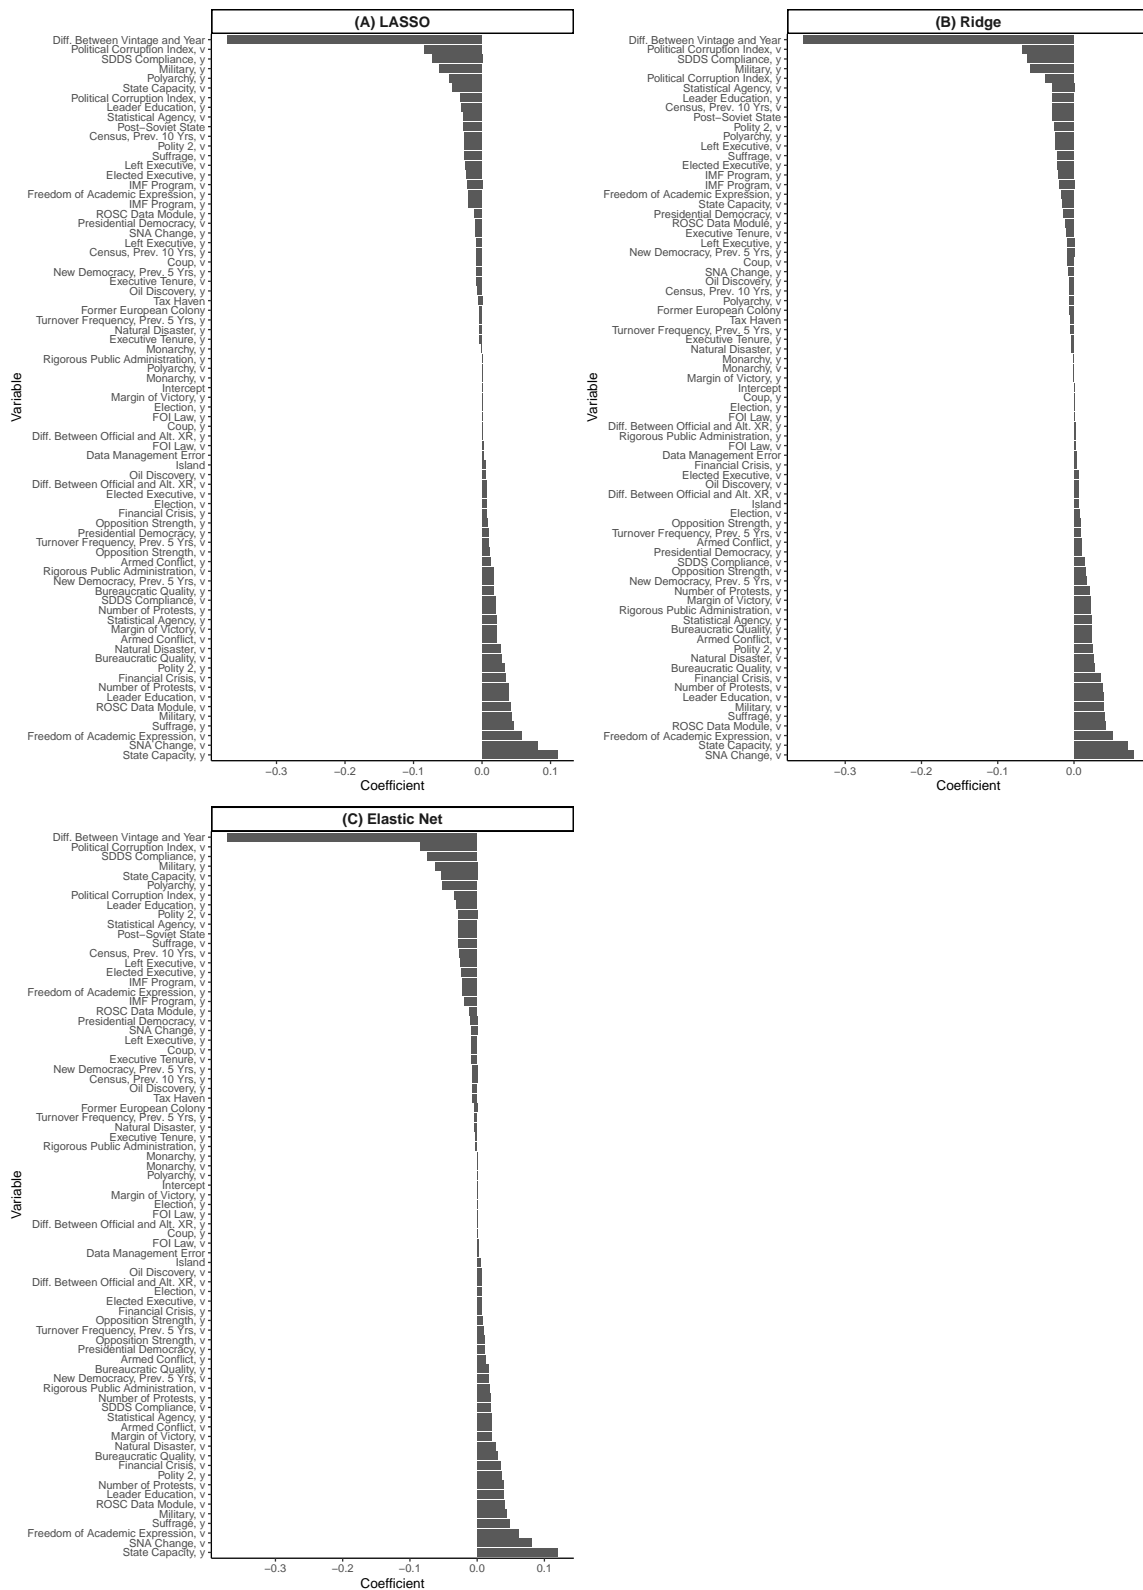 (A) LASSO
Diff. Between Vintage and Year
Political Corruption Index, v
SDDS Compliance, y
Military, y
Polyarchy, y
State Capacity, v
Political Corruption Index, y
Leader Education, y
Statistical Agency, v
Post−Soviet State
Census, Prev. 10 Yrs, v
Polity 2, v
Suffrage, v
Left Executive, v
Elected Executive, y
IMF Program, v
Freedom of Academic Expression, y
IMF Program, y
ROSC Data Module, y
Presidential Democracy, v
SNA Change, y
Left Executive, y
Census, Prev. 10 Yrs, y
Coup, v
New Democracy, Prev. 5 Yrs, y
Executive Tenure, v
Oil Discovery, y
Tax Haven
Former European Colony
Turnover Frequency, Prev. 5 Yrs, y
Natural Disaster, y
Executive Tenure, y
Monarchy, y
Rigorous Public Administration, y
Polyarchy, v
Monarchy, v
Intercept
Margin of Victory, y
Election, y
FOI Law, y
Coup, y
Diff. Between Official and Alt. XR, y
FOI Law, v
Data Management Error
Island
Oil Discovery, v
Diff. Between Official and Alt. XR, v
Elected Executive, v
Election, v
Financial Crisis, y
Opposition Strength, y
Presidential Democracy, y
Turnover Frequency, Prev. 5 Yrs, v
Opposition Strength, v
Armed Conflict, y
Rigorous Public Administration, v
New Democracy, Prev. 5 Yrs, v
Bureaucratic Quality, y
SDDS Compliance, v
Number of Protests, y
Statistical Agency, y
Margin of Victory, v
Armed Conflict, v
Natural Disaster, v
Bureaucratic Quality, v
Polity 2, y
Financial Crisis, v
Number of Protests, v
Leader Education, v
ROSC Data Module, v
Military, v
Suffrage, y
Freedom of Academic Expression, v
SNA Change, v
State Capacity, y
Variable
−0.3 −0.2 −0.1 0.0 0.1
Coefficient
(B) Ridge
Diff. Between Vintage and Year
Political Corruption Index, v
SDDS Compliance, y
Military, y
Political Corruption Index, y
Statistical Agency, v
Leader Education, y
Census, Prev. 10 Yrs, v
Post−Soviet State
Polity 2, v
Polyarchy, y
Left Executive, v
Suffrage, v
Elected Executive, y
IMF Program, y
IMF Program, v
Freedom of Academic Expression, y
State Capacity, v
Presidential Democracy, v
ROSC Data Module, y
Executive Tenure, v
Left Executive, y
New Democracy, Prev. 5 Yrs, y
Coup, v
SNA Change, y
Oil Discovery, y
Census, Prev. 10 Yrs, y
Polyarchy, v
Former European Colony
Tax Haven
Turnover Frequency, Prev. 5 Yrs, y
Executive Tenure, y
Natural Disaster, y
Monarchy, y
Monarchy, v
Margin of Victory, y
Intercept
Coup, y
Election, y
FOI Law, y
Diff. Between Official and Alt. XR, y
Rigorous Public Administration, y
FOI Law, v
Data Management Error
Financial Crisis, y
Elected Executive, v
Oil Discovery, v
Diff. Between Official and Alt. XR, v
Island
Election, v
Opposition Strength, y
Turnover Frequency, Prev. 5 Yrs, v
Armed Conflict, y
Presidential Democracy, y
SDDS Compliance, v
Opposition Strength, v
New Democracy, Prev. 5 Yrs, v
Number of Protests, y
Margin of Victory, v
Rigorous Public Administration, v
Statistical Agency, y
Bureaucratic Quality, y
Armed Conflict, v
Polity 2, y
Natural Disaster, v
Bureaucratic Quality, v
Financial Crisis, v
Number of Protests, v
Leader Education, v
Military, v
Suffrage, y
ROSC Data Module, v
Freedom of Academic Expression, v
State Capacity, y
SNA Change, v
Variable
−0.3 −0.2 −0.1 0.0
Coefficient
(C) Elastic Net
Diff. Between Vintage and Year
Political Corruption Index, v
SDDS Compliance, y
Military, y
State Capacity, v
Polyarchy, y
Political Corruption Index, y
Leader Education, y
Polity 2, v
Statistical Agency, v
Post−Soviet State
Suffrage, v
Census, Prev. 10 Yrs, v
Left Executive, v
Elected Executive, y
IMF Program, v
Freedom of Academic Expression, y
IMF Program, y
ROSC Data Module, y
Presidential Democracy, v
SNA Change, y
Left Executive, y
Coup, v
Executive Tenure, v
New Democracy, Prev. 5 Yrs, y
Census, Prev. 10 Yrs, y
Oil Discovery, y
Tax Haven
Former European Colony
Turnover Frequency, Prev. 5 Yrs, y
Natural Disaster, y
Executive Tenure, y
Rigorous Public Administration, y
Monarchy, y
Monarchy, v
Polyarchy, v
Intercept
Margin of Victory, y
Election, y
FOI Law, y
Diff. Between Official and Alt. XR, y
Coup, y
FOI Law, v
Data Management Error
Island
Oil Discovery, v
Diff. Between Official and Alt. XR, v
Election, v
Elected Executive, v
Financial Crisis, y
Opposition Strength, y
Turnover Frequency, Prev. 5 Yrs, v
Opposition Strength, v
Presidential Democracy, y
Armed Conflict, y
Bureaucratic Quality, y
New Democracy, Prev. 5 Yrs, v
Rigorous Public Administration, v
Number of Protests, y
SDDS Compliance, v
Statistical Agency, y
Armed Conflict, v
Margin of Victory, v
Natural Disaster, v
Bureaucratic Quality, v
Financial Crisis, v
Polity 2, y
Number of Protests, v
Leader Education, v
ROSC Data Module, v
Military, v
Suffrage, y
Freedom of Academic Expression, v
SNA Change, v
State Capacity, y
Variable
−0.3 −0.2 −0.1 0.0 0.1
Coefficient